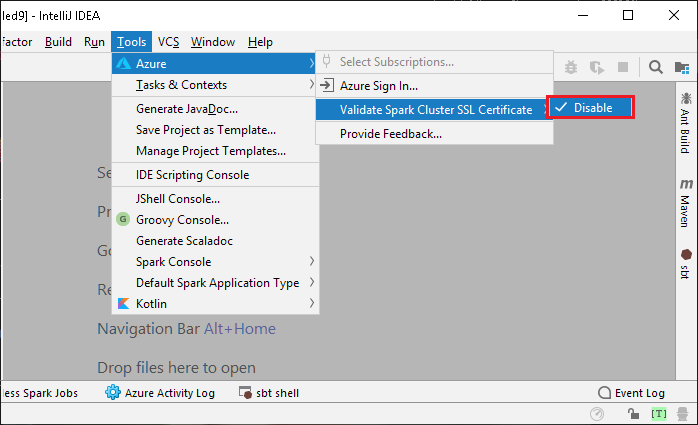 led9] - IntelliJ IDEA
factor Build Run Tools VCS Window Help
Azure
Tasks & Contexts
Generate JavaDoc...
Save Project as Template...
Manage Project Templates...
IDE Scripting Console
JShell Console...
G Groovy Console...
Generate Scaladoc
Spark Console
Default Spark Application Type
Kotlin
Select Subscriptions...
Azure Sign In...
Validate Spark Cluster SSL Certificate
Provide Feedback...
Disable
Se
Pr
Go
Re
Navigation Bar Alt+Home
Drop files here to open
Ant Build
m Maven
sbt
less Spark Jobs Azure Activity Log sbt shell Event Log
[T]